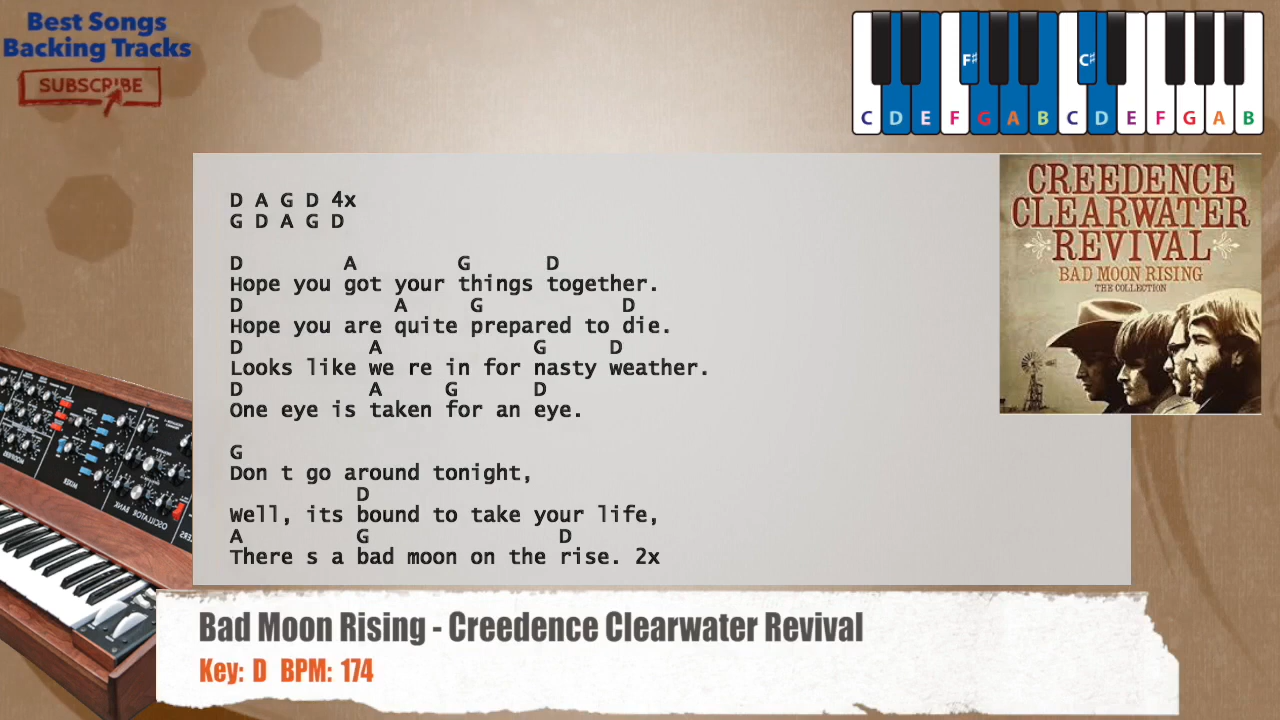 Best Songs
Backing Tracks
SUBSCRIBE
F# C#
C D E F G A B C D E F G A B
D A G D 4x
G D A G D
D A G D
Hope you got your things together.
D A G D
Hope you are quite prepared to die.
D A G D
Looks like we re in for nasty weather.
D A G D
One eye is taken for an eye.
G
Don t go around tonight,
D
Well, its bound to take your life,
A G D
There s a bad moon on the rise. 2x
CREEDENCE
CLEARWATER
REVIVAL
BAD MOON RISING
THE COLLECTION
MIXER
OSCILLATOR BANK
Bad Moon Rising - Creedence Clearwater Revival
Key: D BPM: 174